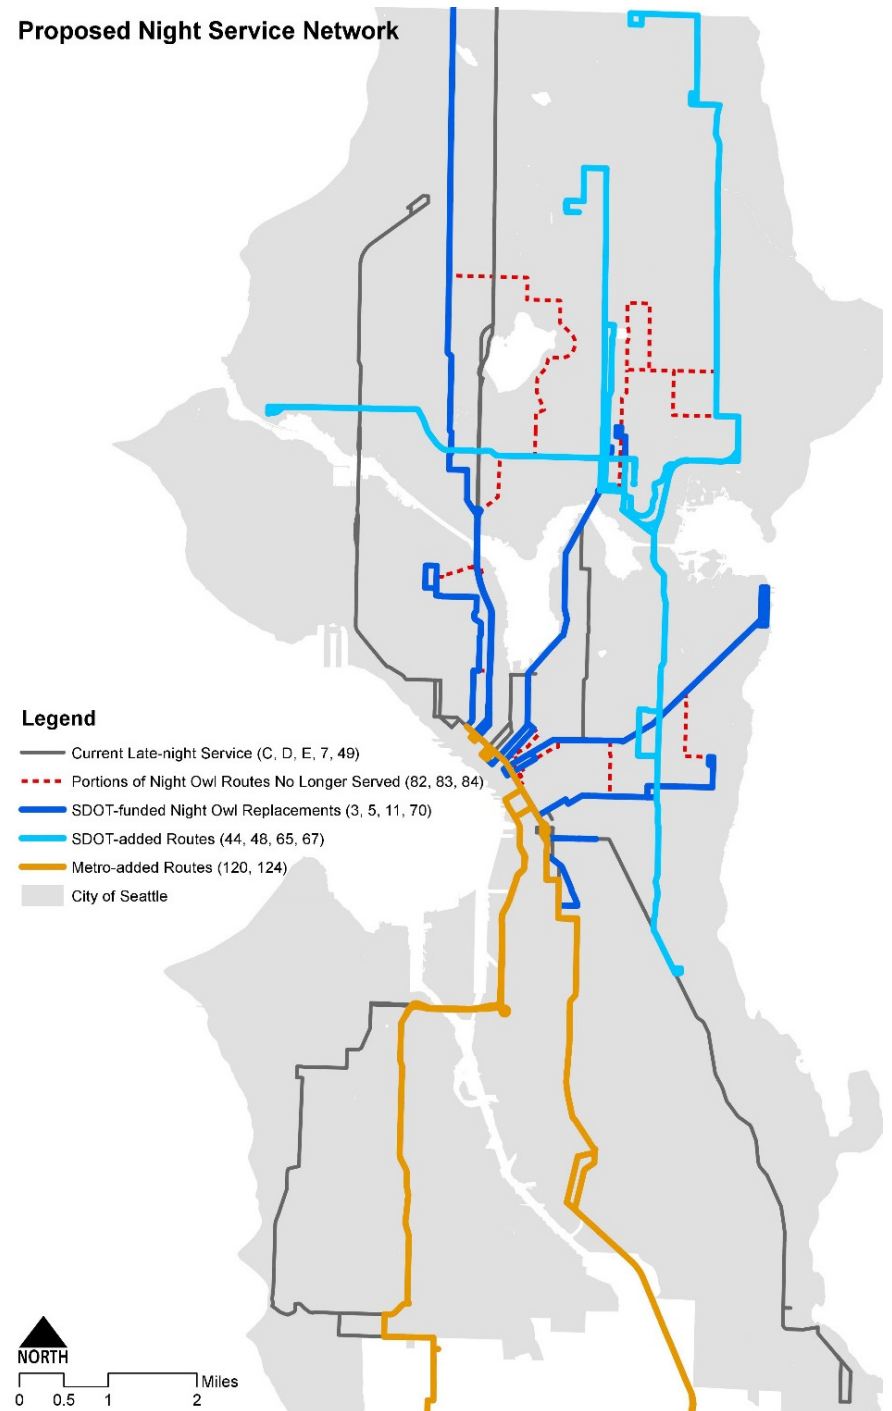 Proposed Night Service Network
Legend
Current Late-night Service (C, D, E, 7, 49)
Portions of Night Owl Routes No Longer Served (82, 83, 84)
SDOT-funded Night Owl Replacements (3, 5, 11, 70)
SDOT-added Routes (44, 48, 65, 67)
Metro-added Routes (120, 124)
City of Seattle
NORTH
Miles
0 0.5 1 2